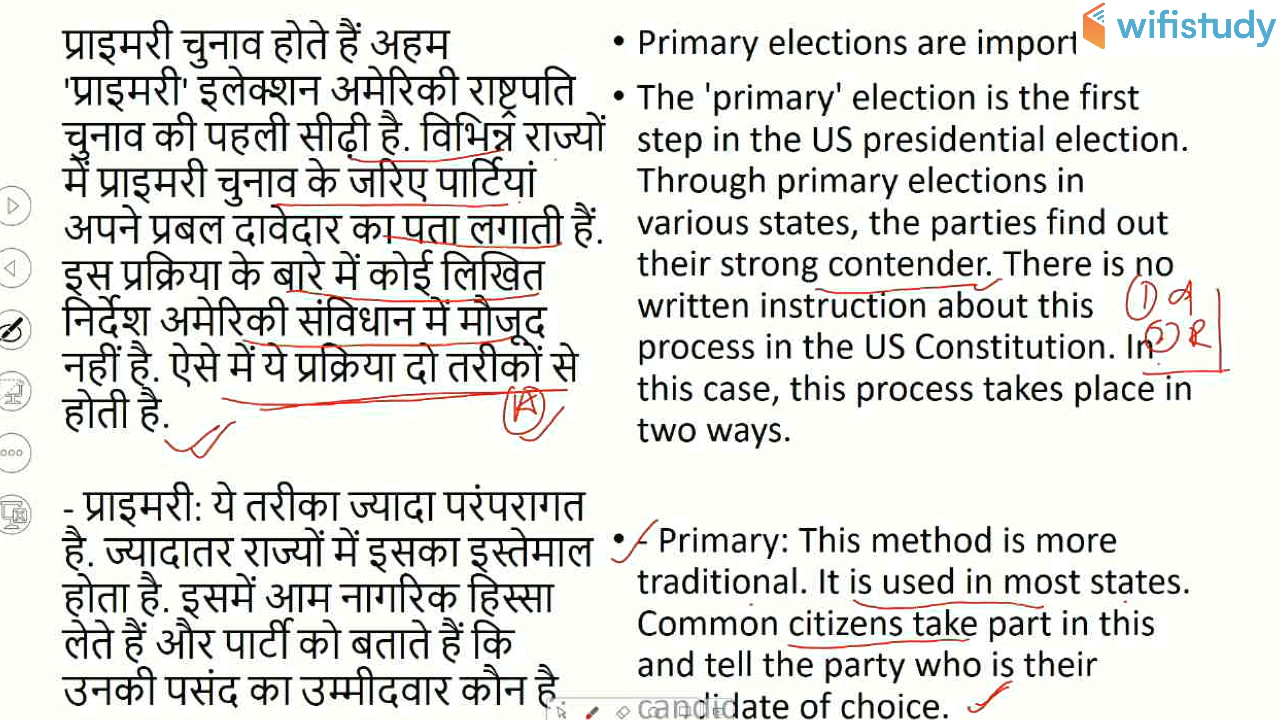 प्राइमरी चुनाव होते हैं अहम
'प्राइमरी' इलेक्शन अमेरिकी राष्ट्रपति
चुनाव की पहली सीढ़ी है. विभिन्न राज्यों
में प्राइमरी चुनाव के जरिए पार्टियां
अपने प्रबल दावेदार का पता लगाती हैं.
इस प्रक्रिया के बारे में कोई लिखित
निर्देश अमेरिकी संविधान में मौजूद
नहीं है. ऐसे में ये प्रक्रिया दो तरीकों से
होती है.
A
- प्राइमरी: ये तरीका ज्यादा परंपरागत
है. ज्यादातर राज्यों में इसका इस्तेमाल
होता है. इसमें आम नागरिक हिस्सा
लेते हैं और पार्टी को बताते हैं कि
उनकी पसंद का उम्मीदवार कौन है
wifistudy
• Primary elections are import
• The 'primary' election is the first
step in the US presidential election.
Through primary elections in
various states, the parties find out
their strong contender. There is no
written instruction about this
process in the US Constitution. In
this case, this process takes place in
two ways.
1 A
2 R
• - Primary: This method is more
traditional. It is used in most states.
Common citizens take part in this
and tell the party who is their
candidate of choice.